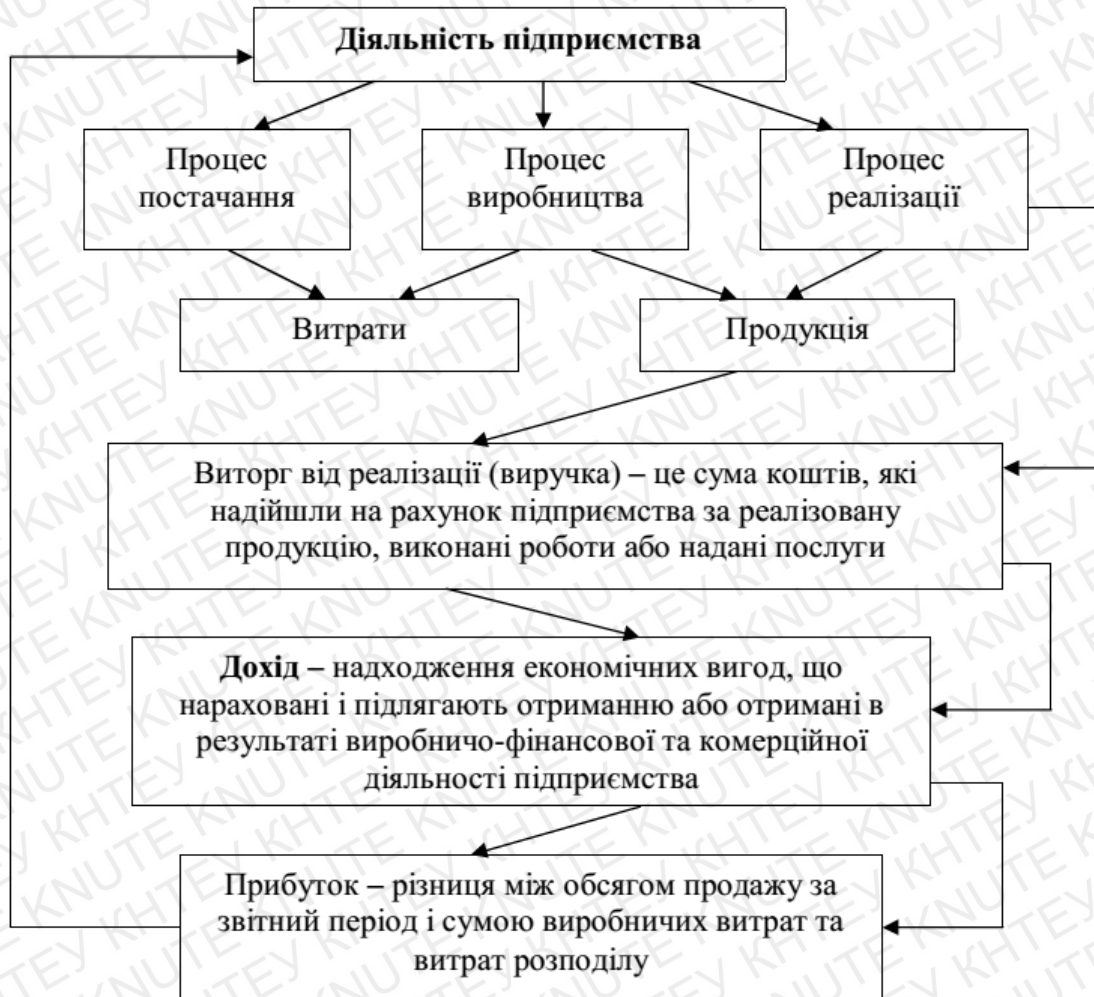 Діяльність підприємства
Процес
постачання
Процес
виробництва
Процес
реалізації
Витрати
Продукція
Виторг від реалізації (виручка) – це сума коштів, які
надійшли на рахунок підприємства за реалізовану
продукцію, виконані роботи або надані послуги
Дохід – надходження економічних вигод, що
нараховані і підлягають отриманню або отримані в
результаті виробничо-фінансової та комерційної
діяльності підприємства
Прибуток – різниця між обсягом продажу за
звітний період і сумою виробничих витрат та
витрат розподілу